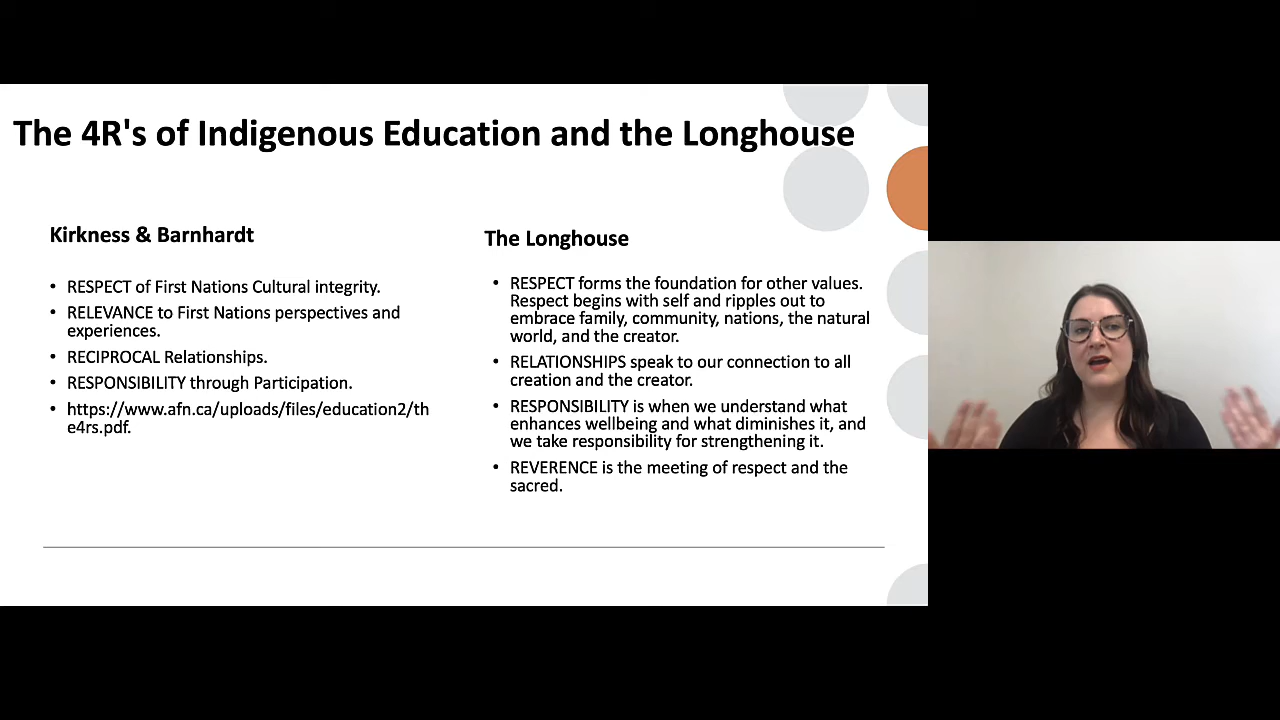 The 4R's of Indigenous Education and the Longhouse
Kirkness & Barnhardt
• RESPECT of First Nations Cultural integrity.
• RELEVANCE to First Nations perspectives and
experiences.
• RECIPROCAL Relationships.
• RESPONSIBILITY through Participation.
• https://www.afn.ca/uploads/files/education2/th
e4rs.pdf.
The Longhouse
• RESPECT forms the foundation for other values.
Respect begins with self and ripples out to
embrace family, community, nations, the natural
world, and the creator.
• RELATIONSHIPS speak to our connection to all
creation and the creator.
• RESPONSIBILITY is when we understand what
enhances wellbeing and what diminishes it, and
we take responsibility for strengthening it.
• REVERENCE is the meeting of respect and the
sacred.